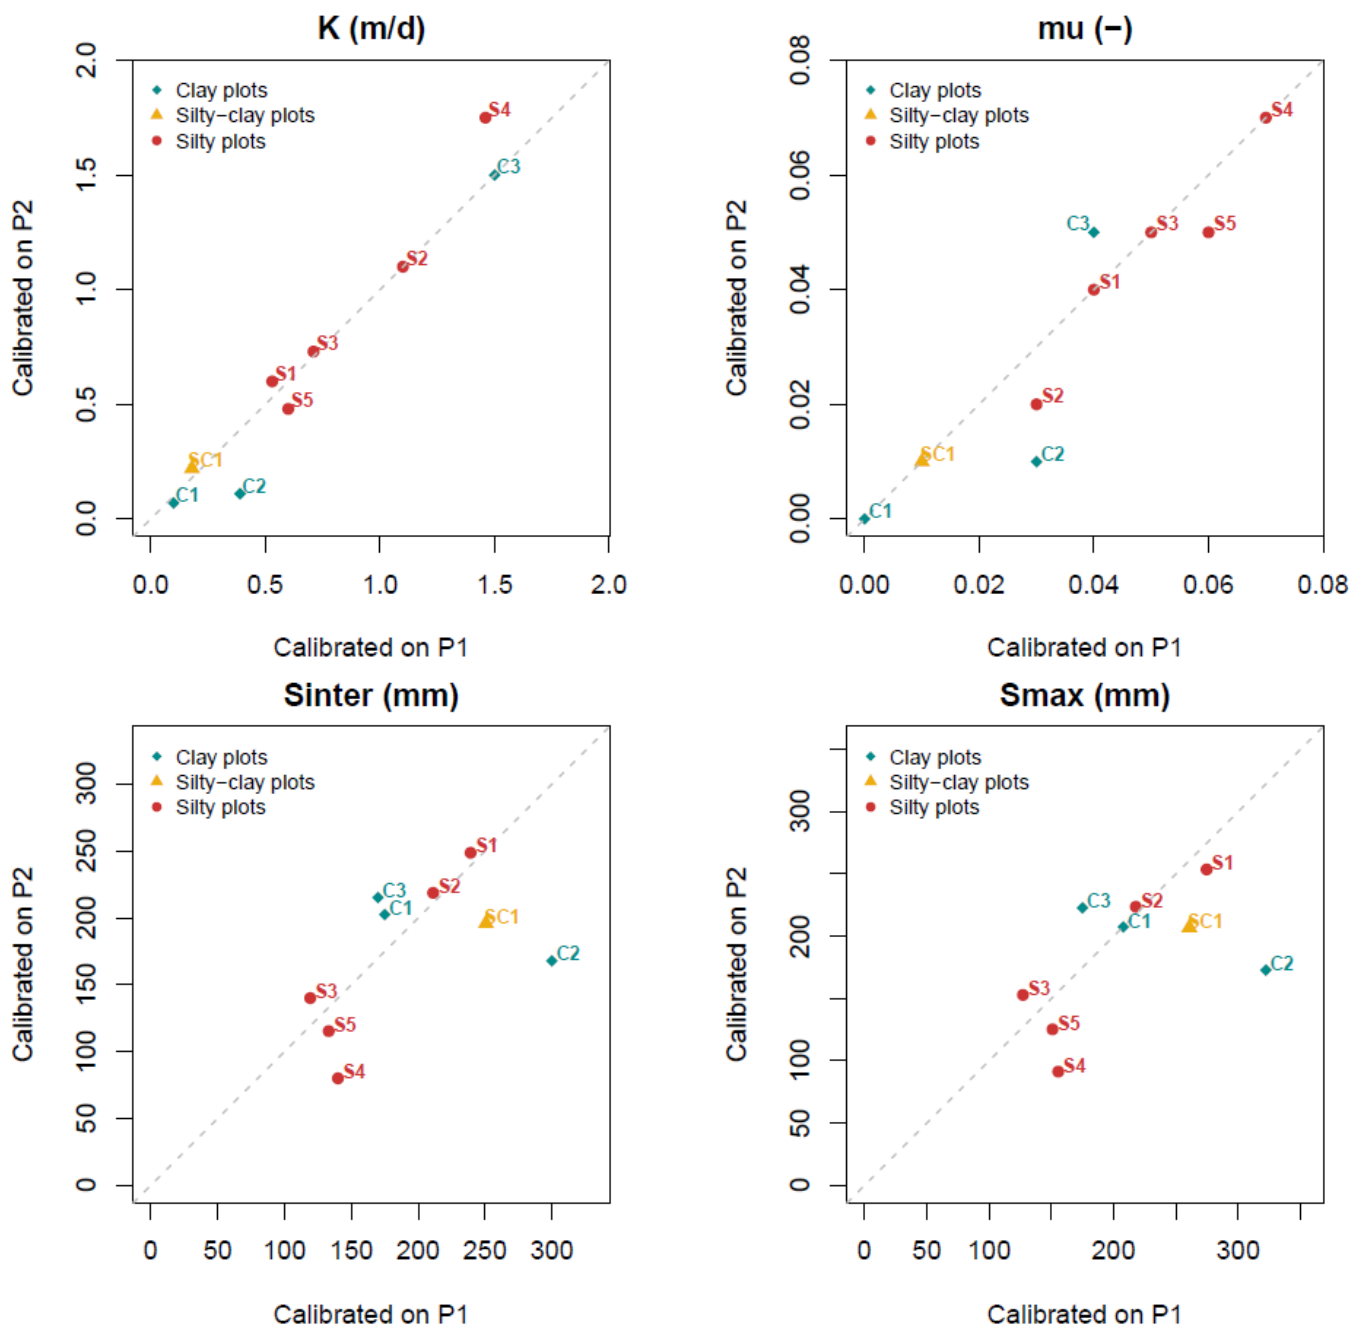 K (m/d)
Clay plots
Silty−clay plots
Silty plots
S4
C3
S2
S3
S1
S5
SC1
C1
C2
0.0 0.5 1.0 1.5 2.0
0.0 0.5 1.0 1.5 2.0
Calibrated on P1
Calibrated on P2
mu (−)
Clay plots
Silty−clay plots
Silty plots
S4
C3
S3
S5
S1
S2
SC1
C2
C1
0.00 0.02 0.04 0.06 0.08
0.00 0.02 0.04 0.06 0.08
Calibrated on P1
Calibrated on P2
Sinter (mm)
Clay plots
Silty−clay plots
Silty plots
S1
C3
S2
C1
SC1
C2
S3
S5
S4
0 50 100 150 200 250 300
0 50 100 150 200 250 300
Calibrated on P1
Calibrated on P2
Smax (mm)
Clay plots
Silty−clay plots
Silty plots
S1
C3
S2
C1
SC1
C2
S3
S5
S4
0 50 100 200 300
0 50 100 200 300
Calibrated on P1
Calibrated on P2